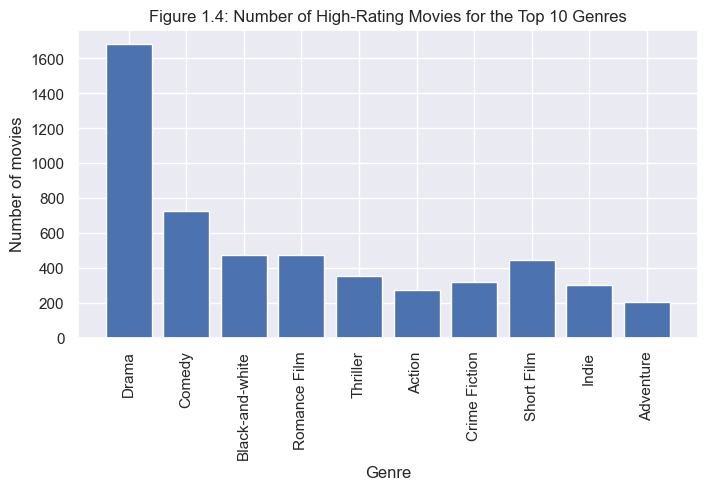 Figure 1.4: Number of High-Rating Movies for the Top 10 Genres
Number of movies
1600
1400
1200
1000
800
600
400
200
0
Drama
Comedy
Black-and-white
Romance Film
Thriller
Action
Crime Fiction
Short Film
Indie
Adventure
Genre